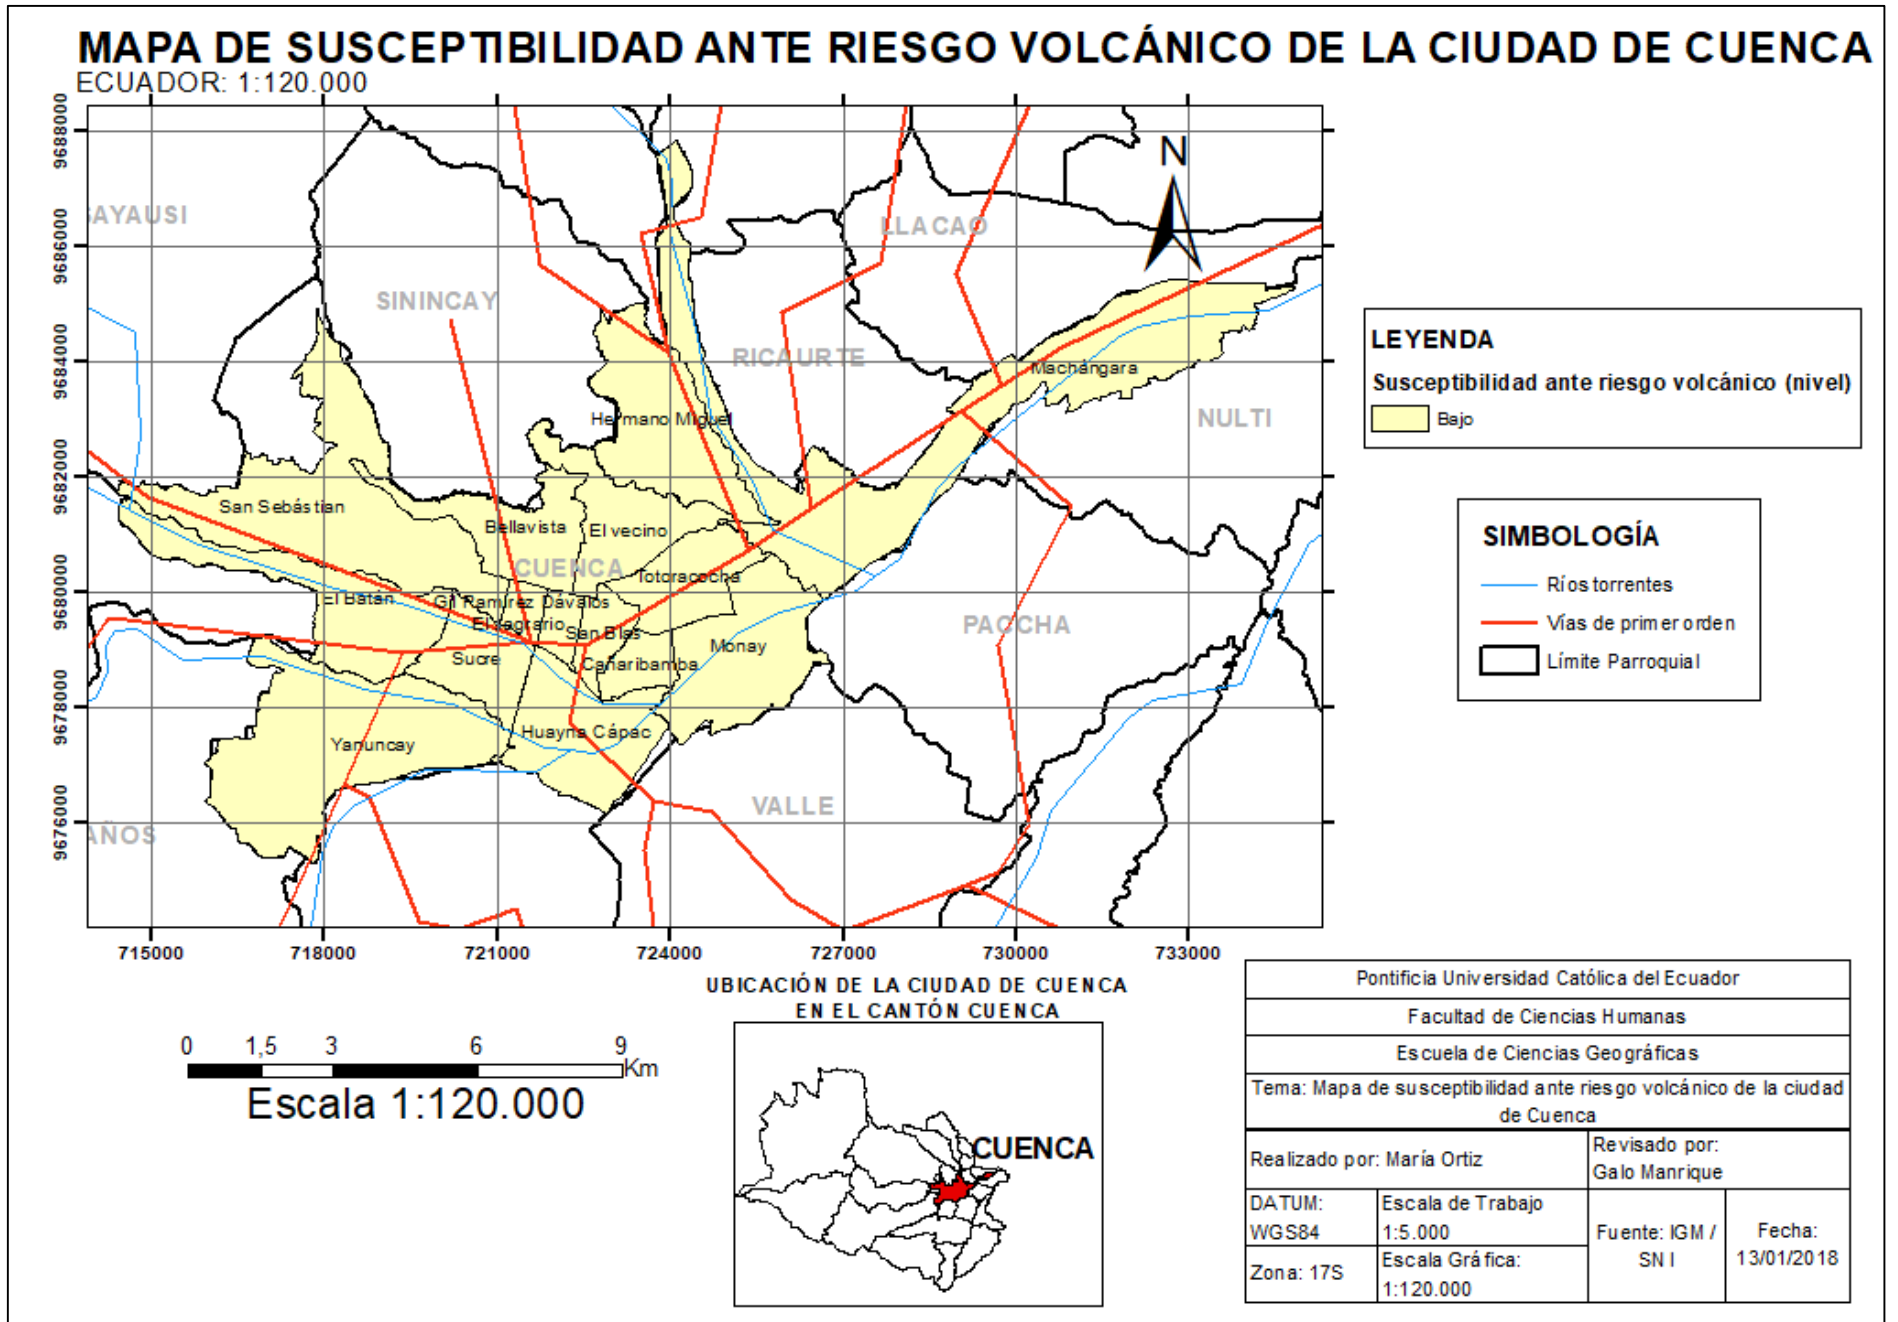 MAPA DE SUSCEPTIBILIDAD ANTE RIESGO VOLCÁNICO DE LA CIUDAD DE CUENCA
ECUADOR: 1:120.000
9688000
9686000
9684000
9682000
9680000
9678000
9676000
SAYAUSI
SININCAY
LLACAO
RICAURTE
NULTI
CUENCA
PACCHA
VALLE
AÑOS
N
Machángara
Hermano Miguel
San Sebástian
Bellavista
El vecino
Totoracocha
El Batán
Gil Ramírez Dávalos
El sagrario
San Blas
Sucre
Cañaribamba
Monay
Huayna Cápac
Yanuncay
715000
718000
721000
724000
727000
730000
733000
LEYENDA
Susceptibilidad ante riesgo volcánico (nivel)
Bajo
SIMBOLOGÍA
Ríos torrentes
Vías de primer orden
Límite Parroquial
0 1,5 3 6 9
Km
Escala 1:120.000
UBICACIÓN DE LA CIUDAD DE CUENCA
EN EL CANTÓN CUENCA
CUENCA
Pontificia Universidad Católica del Ecuador
Facultad de Ciencias Humanas
Escuela de Ciencias Geográficas
Tema: Mapa de susceptibilidad ante riesgo volcánico de la ciudad
de Cuenca
Realizado por: María Ortiz
Revisado por:
Galo Manrique
DATUM:
WGS84
Escala de Trabajo
1:5.000
Zona: 17S
Escala Gráfica:
1:120.000
Fuente: IGM /
SNI
Fecha:
13/01/2018